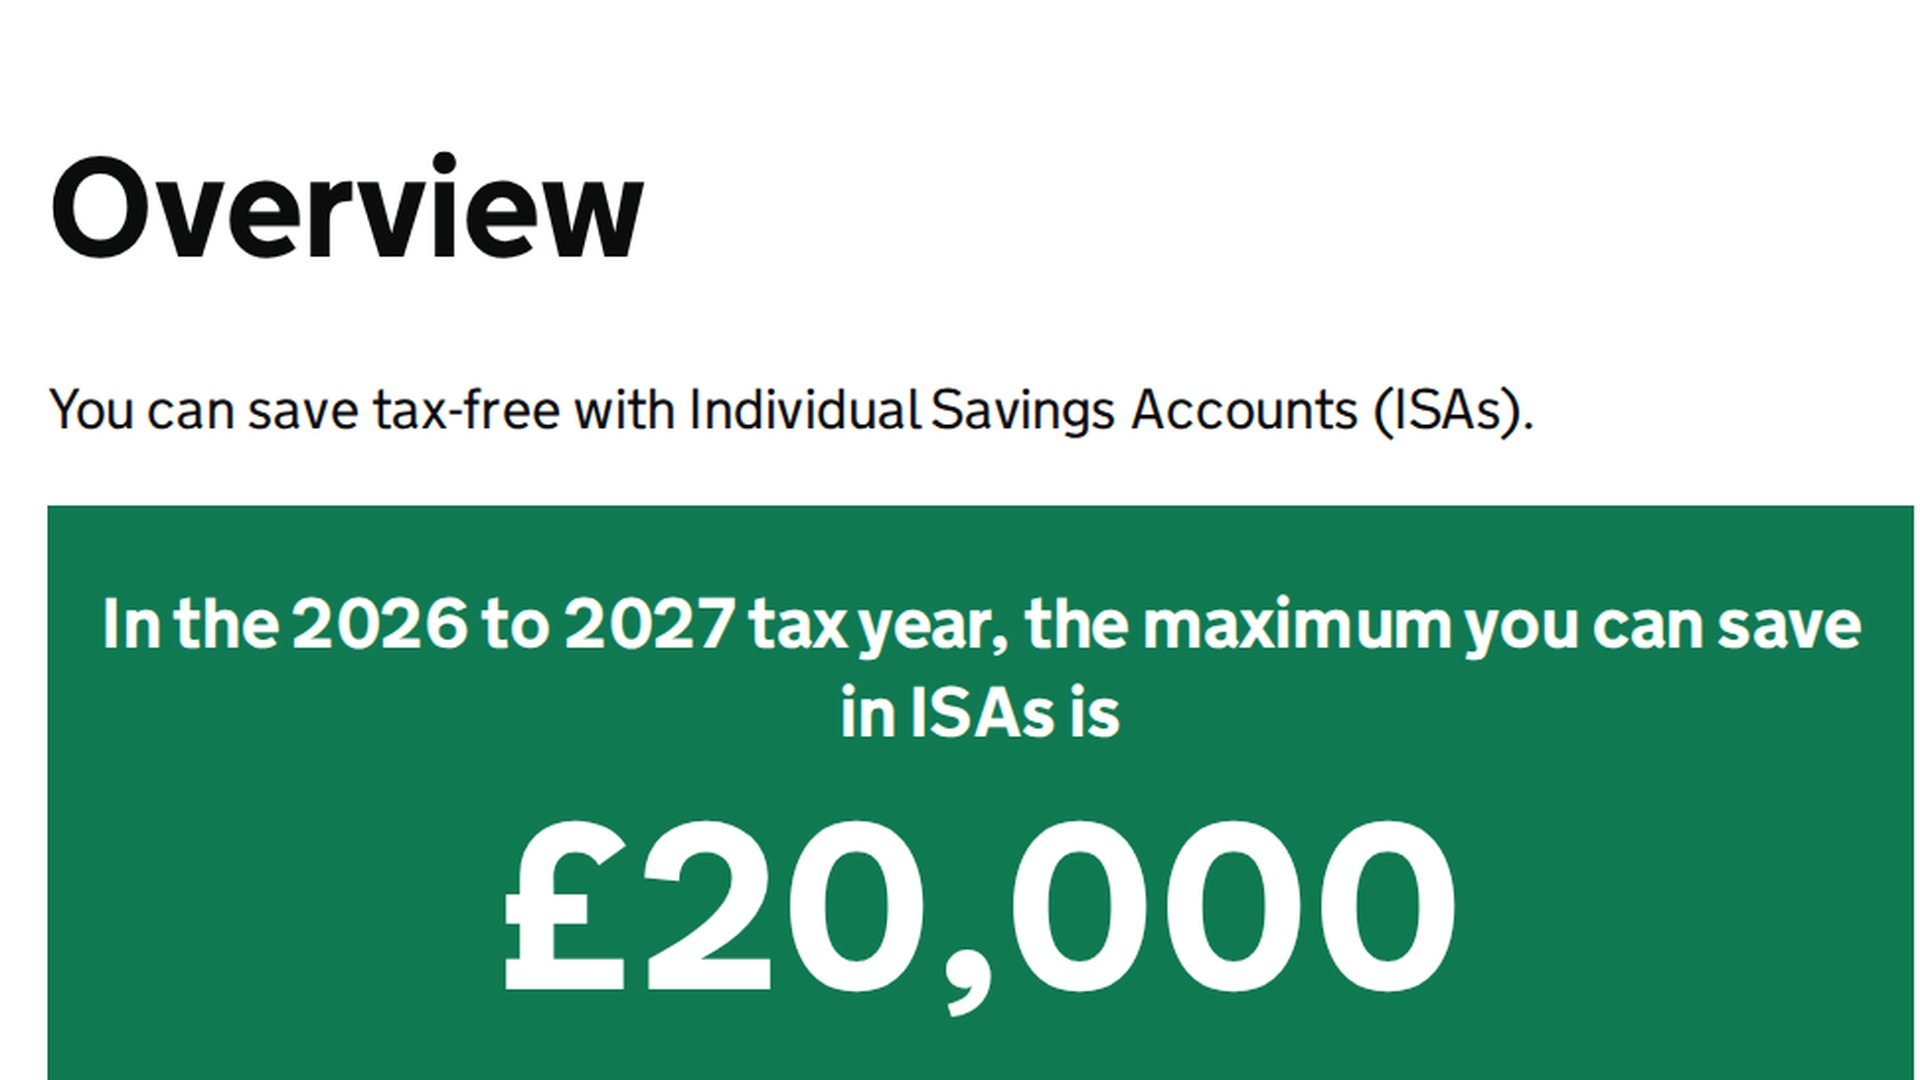 Overview
You can save tax-free with Individual Savings Accounts (ISAs).
In the 2026 to 2027 tax year, the maximum you can save
in ISAs is
£20,000